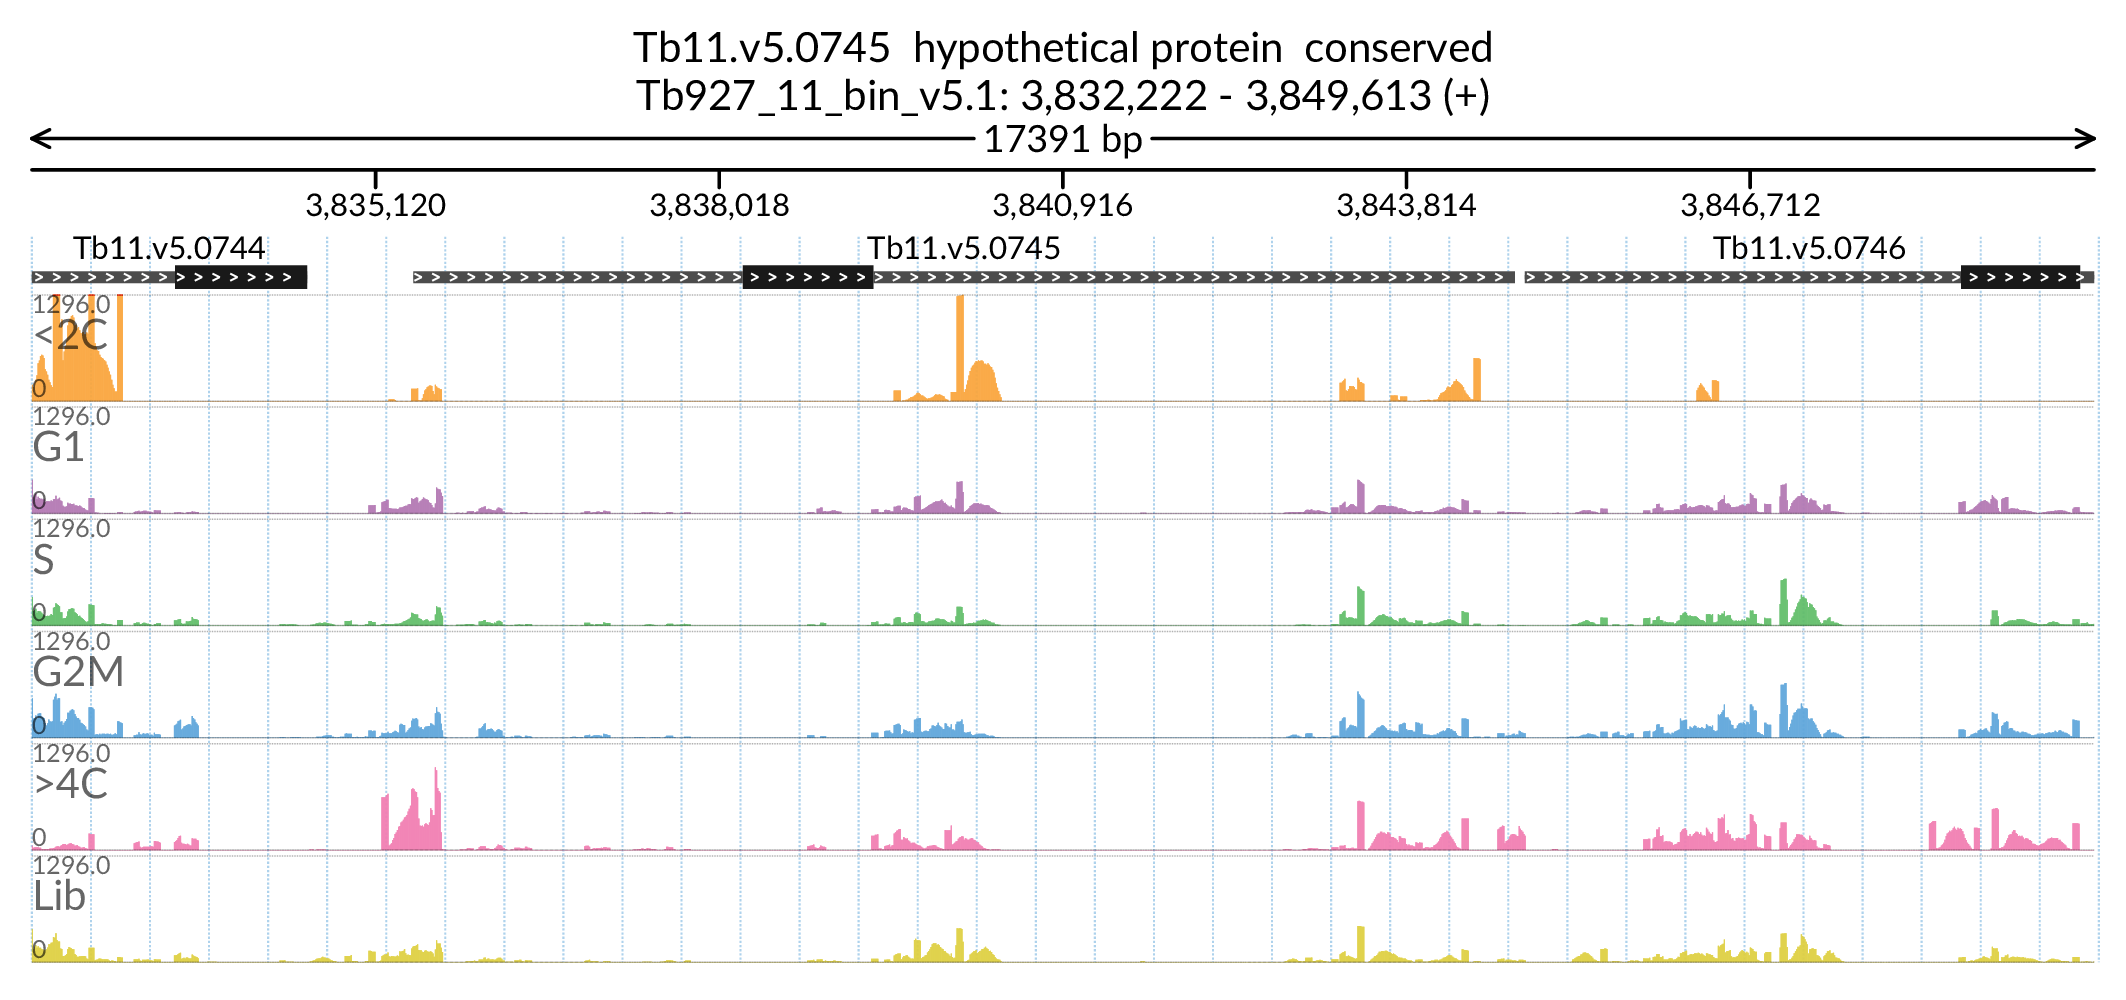 Tb11.v5.0745  hypothetical protein  conserved
Tb927_11_bin_v5.1: 3,832,222 - 3,849,613 (+)
17391 bp
3,835,120 3,838,018 3,840,916 3,843,814 3,846,712
Tb11.v5.0744 Tb11.v5.0745 Tb11.v5.0746
1296.0
<2C
0
1296.0
G1
0
1296.0
S
0
1296.0
G2M
0
1296.0
>4C
0
1296.0
Lib
0